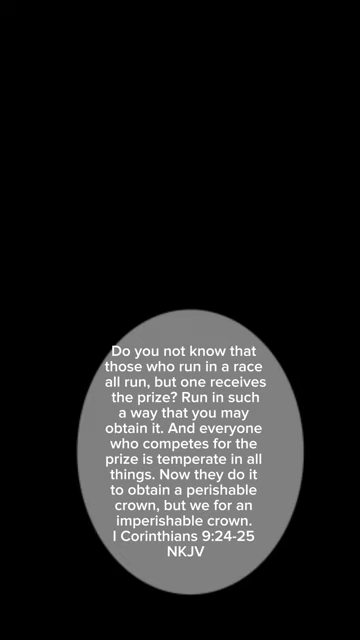 Do you not know that
those who run in a race
all run, but one receives
the prize? Run in such
a way that you may
obtain it. And everyone
who competes for the
prize is temperate in all
things. Now they do it
to obtain a perishable
crown, but we for an
imperishable crown.
I Corinthians 9:24-25
NKJV